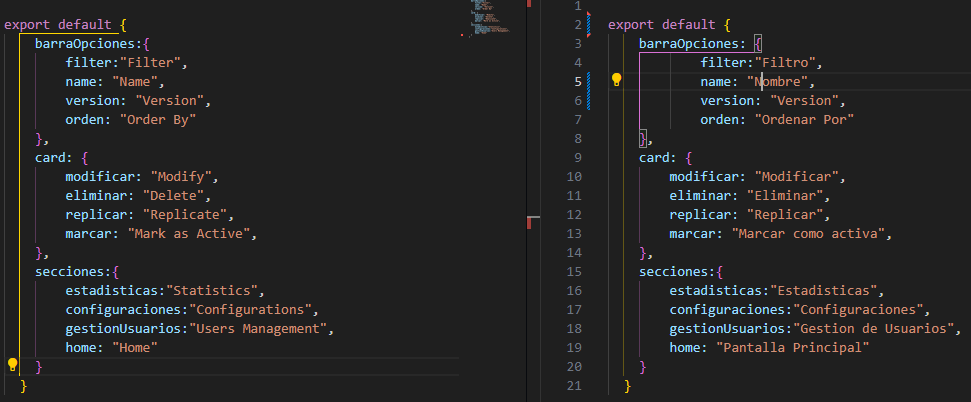 export default {
barraOpciones:{
filter:"Filter",
name: "Name",
version: "Version",
orden: "Order By"
},
card: {
modificar: "Modify",
eliminar: "Delete",
replicar: "Replicate",
marcar: "Mark as Active",
},
secciones:{
estadisticas:"Statistics",
configuraciones:"Configurations",
gestionUsuarios:"Users Management",
home: "Home"
}
}
1
2 export default {
3 barraOpciones: {
4 filter:"Filtro",
5 name: "Nombre",
6 version: "Version",
7 orden: "Ordenar Por"
8 },
9 card: {
10 modificar: "Modificar",
11 eliminar: "Eliminar",
12 replicar: "Replicar",
13 marcar: "Marcar como activa",
14 },
15 secciones:{
16 estadisticas:"Estadisticas",
17 configuraciones:"Configuraciones",
18 gestionUsuarios:"Gestion de Usuarios",
19 home: "Pantalla Principal"
20 }
21 }